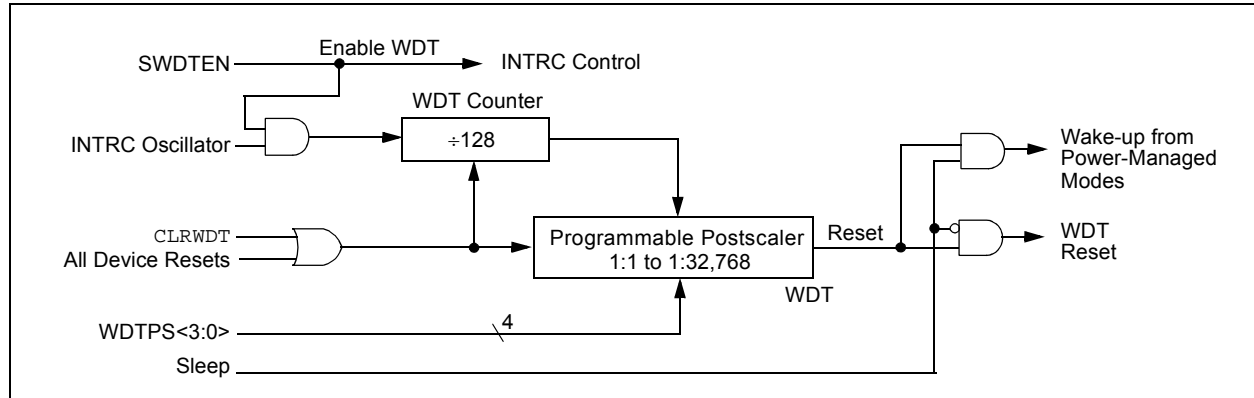 Enable WDT
SWDTEN
INTRC Control
WDT Counter
INTRC Oscillator
÷128
Wake-up from
Power-Managed
Modes
CLRWDT
All Device Resets
Programmable Postscaler
1:1 to 1:32,768
Reset
WDT
Reset
WDT
WDTPS<3:0>
4
Sleep